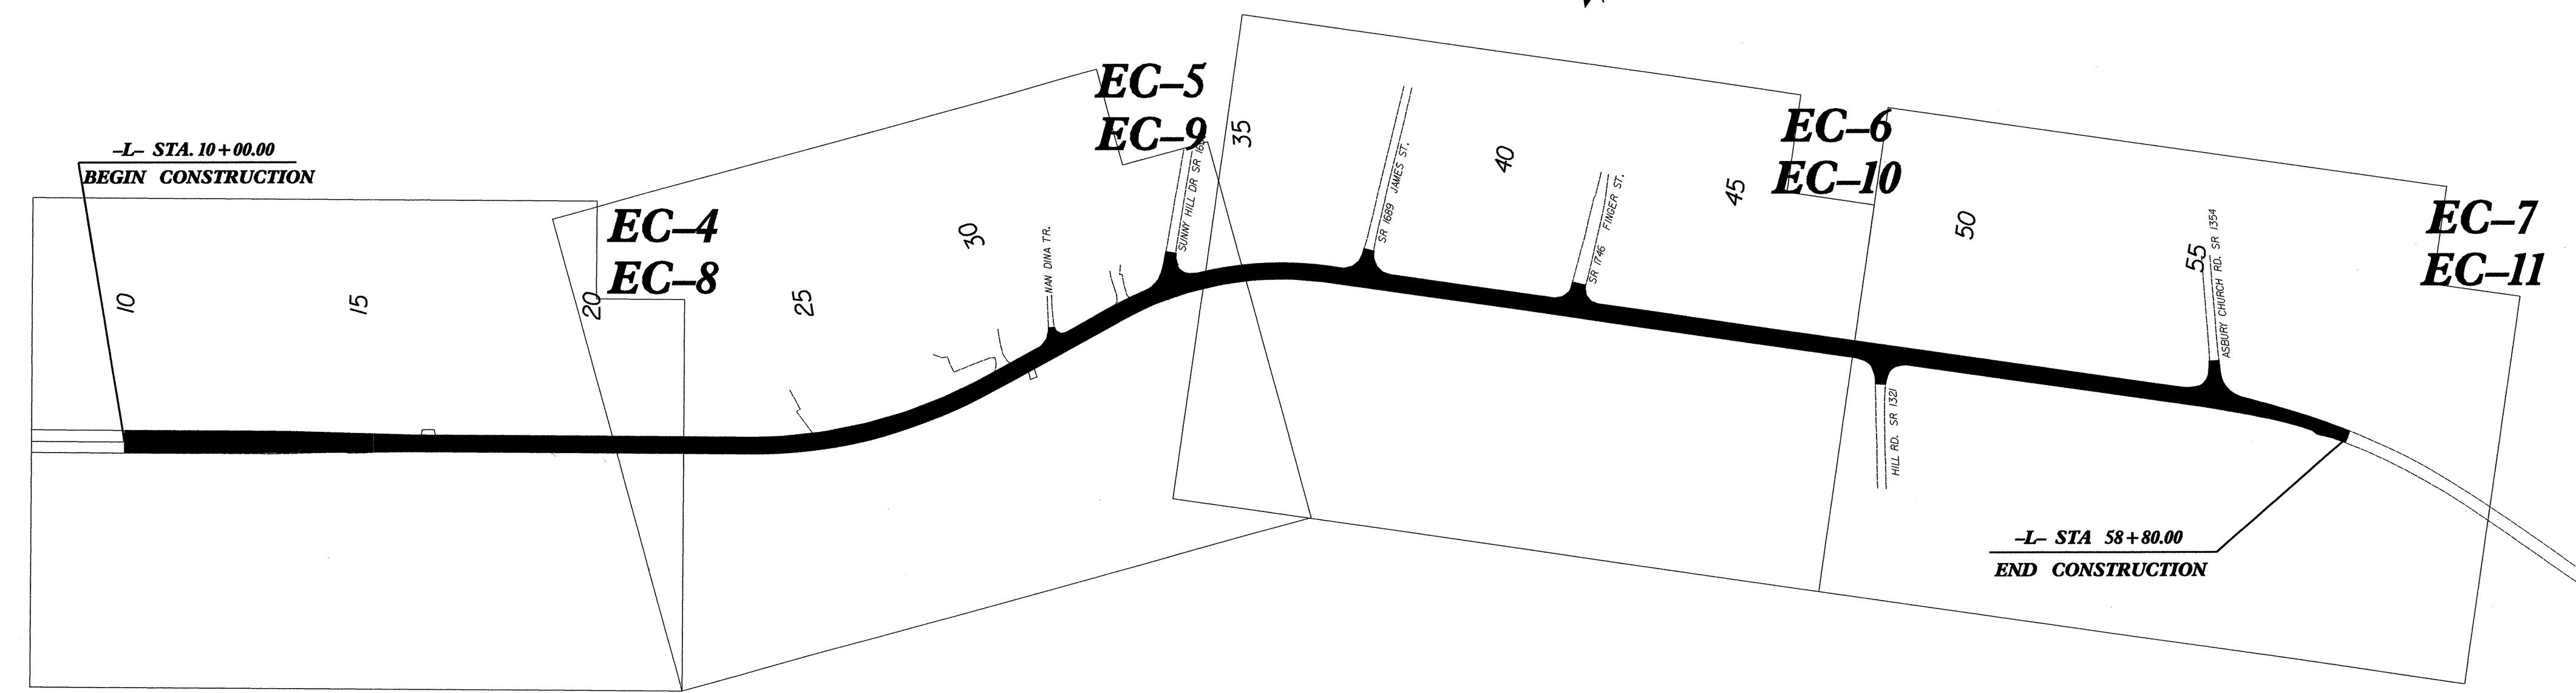 -L- STA. 10+00.00
BEGIN CONSTRUCTION
10
15
20
EC-4
EC-8
25
30
NAN DINA TR.
EC-5
EC-9
SUNNY HILL DR SR
35
SR 1689 JAMES ST.
40
SR 1746 FINGER ST.
45
EC-6
EC-10
HILL RD. SR 1321
50
55
ASBURY CHURCH RD. SR 1354
EC-7
EC-11
-L- STA 58+80.00
END CONSTRUCTION